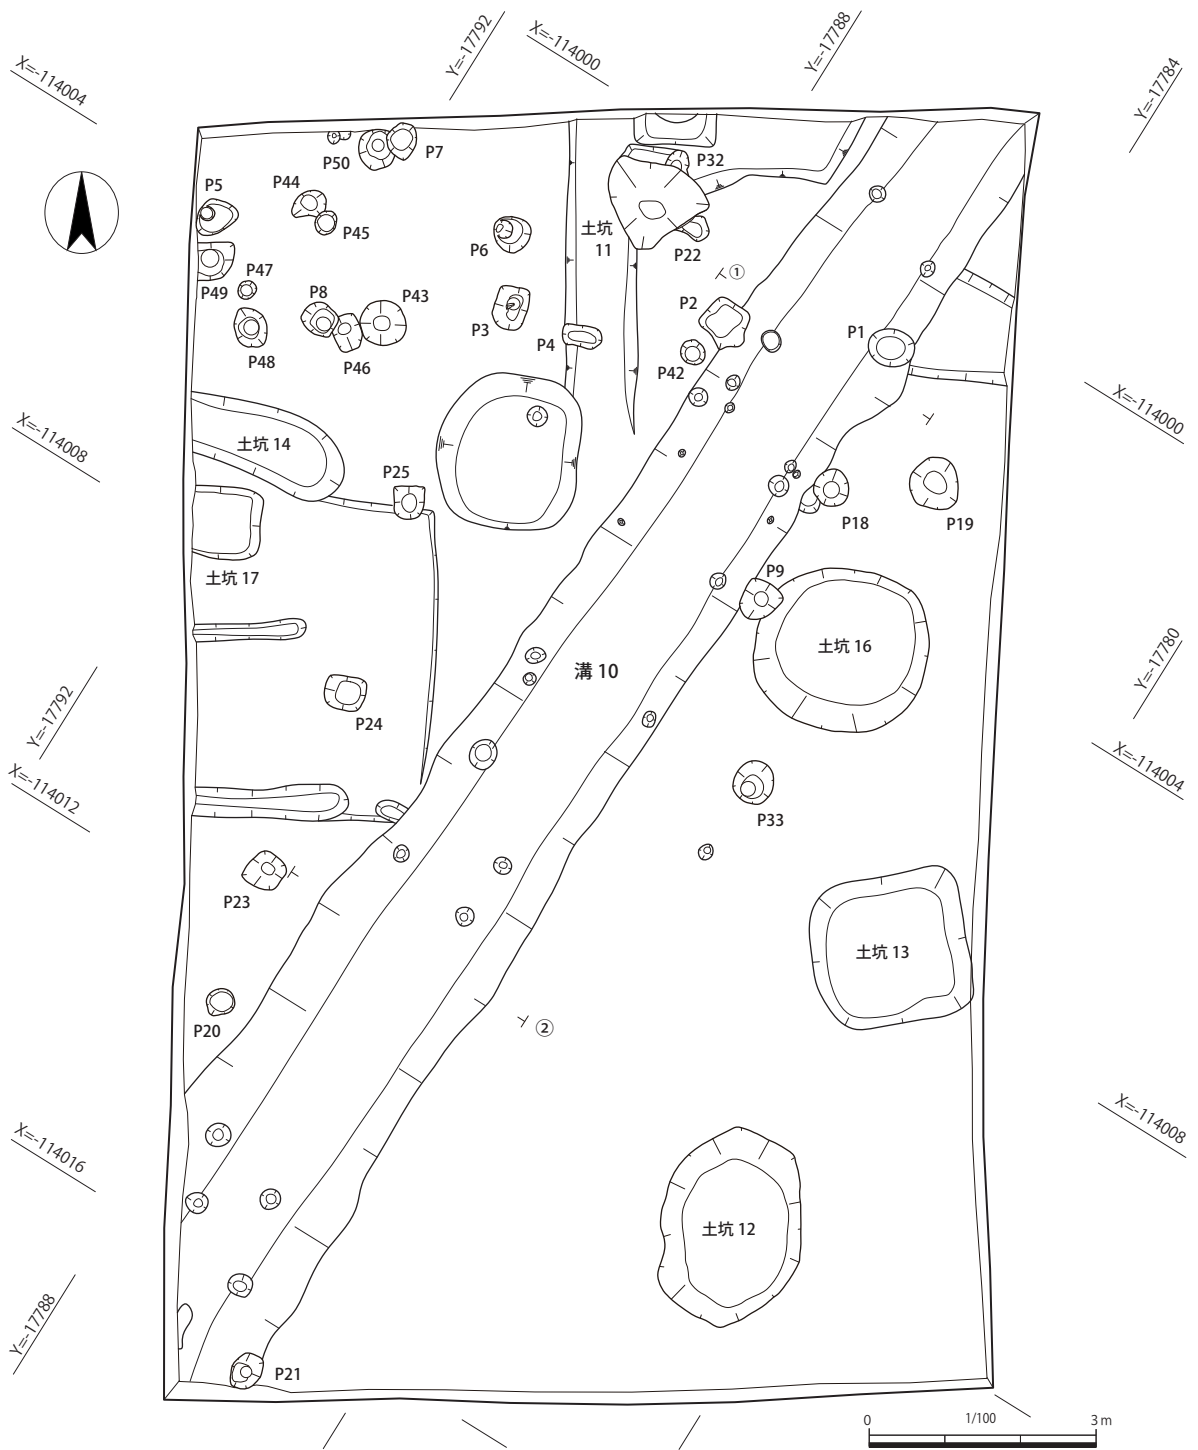 Y=-17792
X=-114000
Y=-17788
X=-114004
Y=-17784
P50
P7
P32
P5
P44
P45
P6
土坑
11
P22
P49
P47
P8
P43
P3
P4
①
P2
P1
P48
P46
P42
X=-114000
X=-114008
土坑 14
P25
P18
P19
土坑 17
P9
土坑 16
溝 10
Y=-17780
Y=-17792
P24
X=-114004
X=-114012
P33
P23
土坑 13
P20
②
X=-114008
X=-114016
土坑 12
Y=-17788
P21
0
1/100
3 m